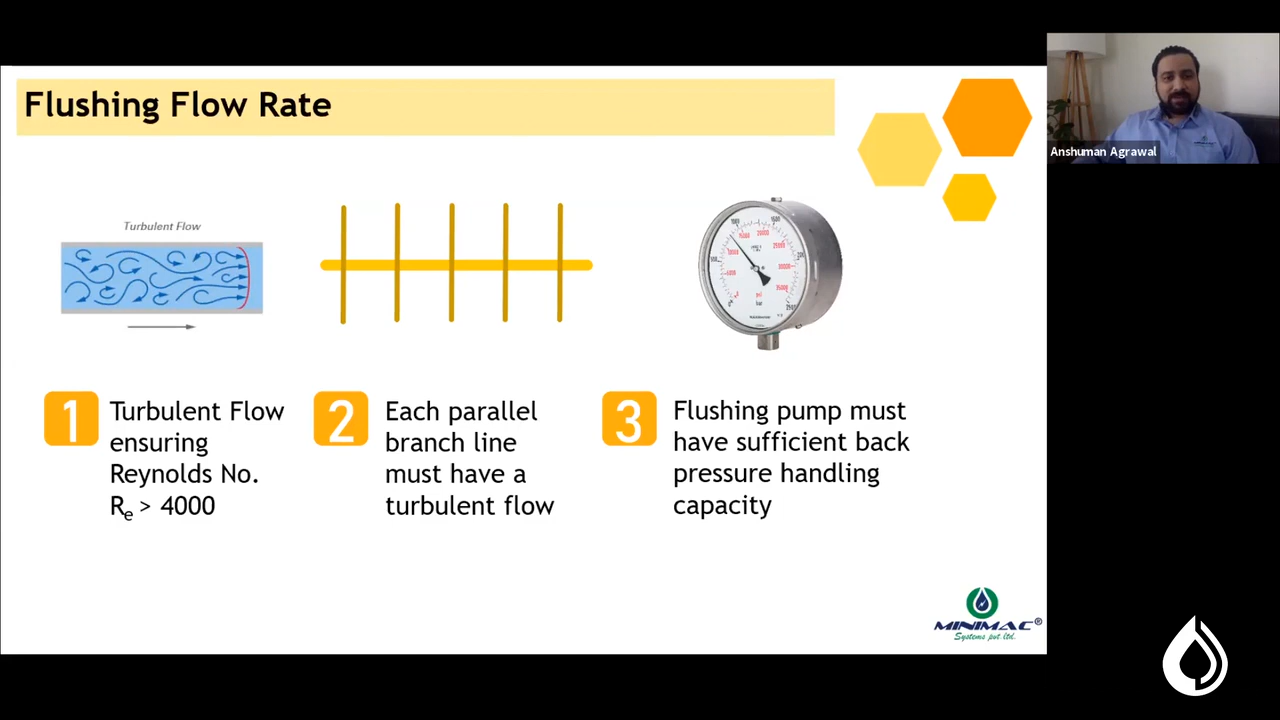 Flushing Flow Rate
Anshuman Agrawal
Turbulent Flow
1
Turbulent Flow
ensuring
Reynolds No.
Re > 4000
2
Each parallel
branch line
must have a
turbulent flow
3
Flushing pump must
have sufficient back
pressure handling
capacity
MINIMAC®
Systems pvt ltd.